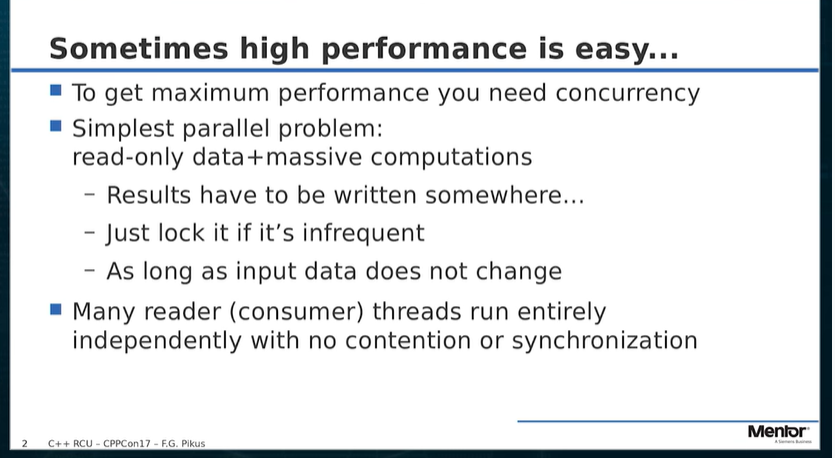 Sometimes high performance is easy...
To get maximum performance you need concurrency
Simplest parallel problem:
read-only data+massive computations
– Results have to be written somewhere…
– Just lock it if it’s infrequent
– As long as input data does not change
Many reader (consumer) threads run entirely
independently with no contention or synchronization
2 C++ RCU – CPPCon17 – F.G. Pikus
Mentor
A Siemens Business